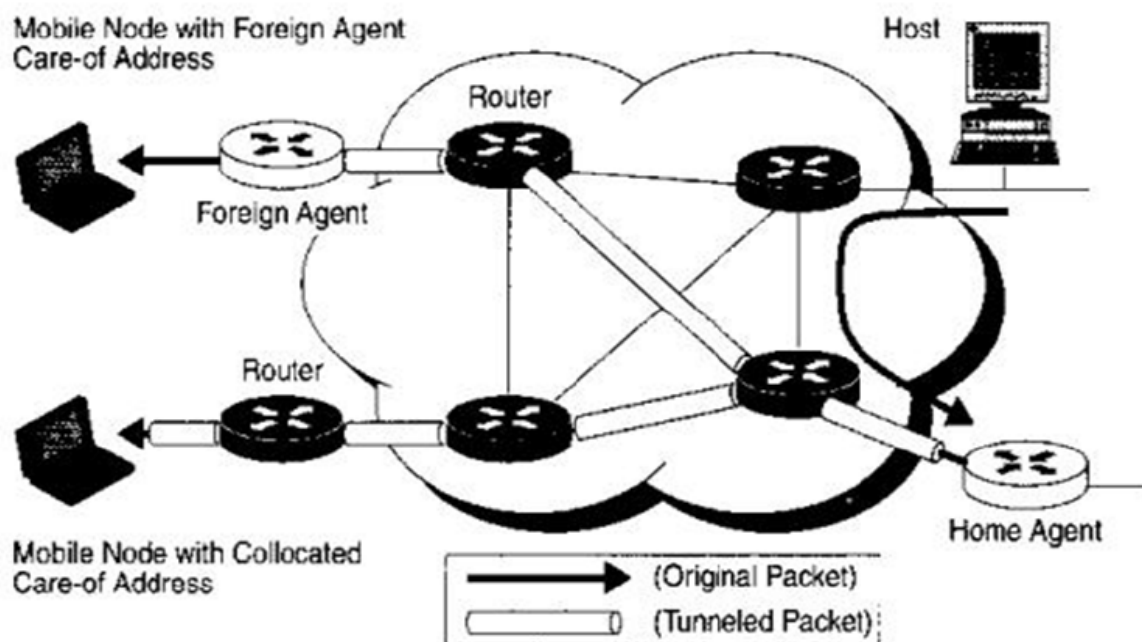 Mobile Node with Foreign Agent
Care-of Address
Host
Router
Foreign Agent
Router
Home Agent
Mobile Node with Collocated
Care-of Address
(Original Packet)
(Tunneled Packet)